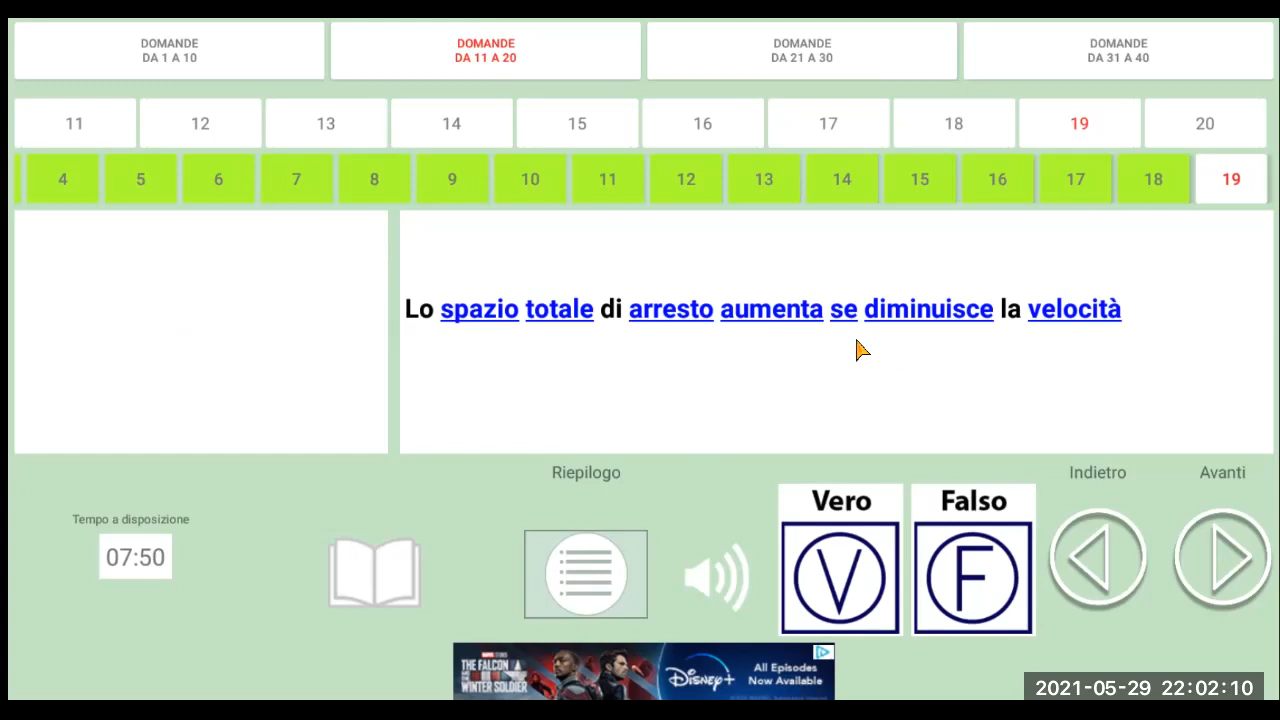 DOMANDE
DA 1 A 10
DOMANDE
DA 11 A 20
DOMANDE
DA 21 A 30
DOMANDE
DA 31 A 40
11 12 13 14 15 16 17 18 19 20
4 5 6 7 8 9 10 11 12 13 14 15 16 17 18 19
Lo spazio totale di arresto aumenta se diminuisce la velocità
Riepilogo
Indietro
Avanti
Vero
Falso
V
F
Tempo a disposizione
07:50
MARVEL STUDIOS
THE FALCON
AND THE
WINTER SOLDIER
Disney+
All Episodes
Now Available
2021-05-29 22:02:10